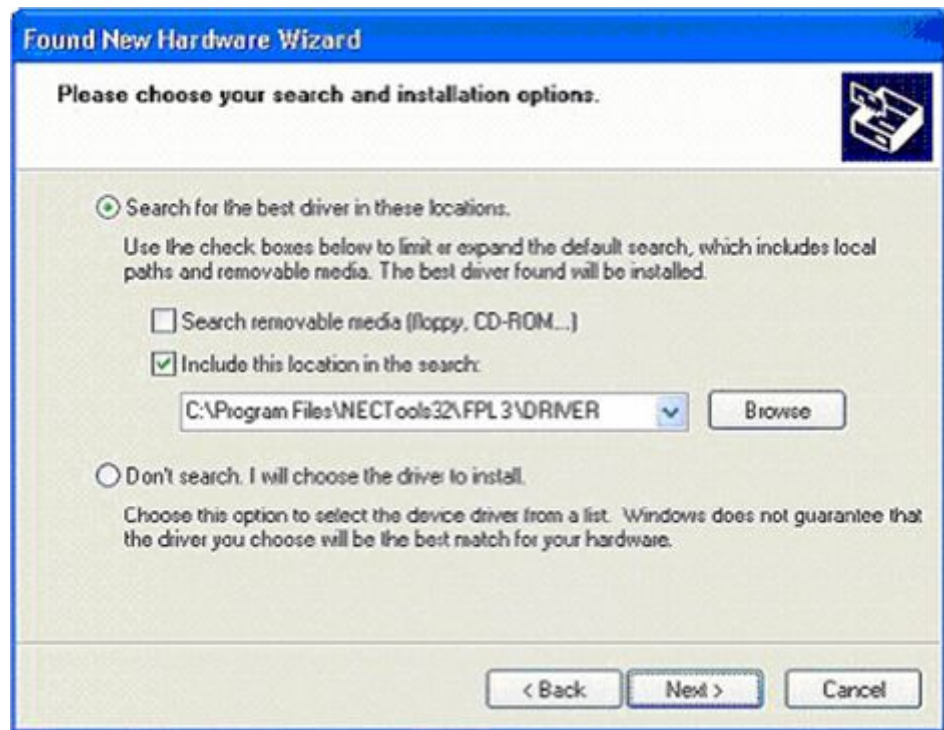 Found New Hardware Wizard
Please choose your search and installation options.
Search for the best driver in these locations.
Use the check boxes below to limit or expand the default search, which includes local
paths and removable media. The best driver found will be installed.
Search removable media (floppy, CD-ROM...)
Include this location in the search:
C:\Program Files\NECTools32\FPL3\DRIVER
Browse
Don't search. I will choose the driver to install.
Choose this option to select the device driver from a list. Windows does not guarantee that
the driver you choose will be the best match for your hardware.
< Back
Next >
Cancel